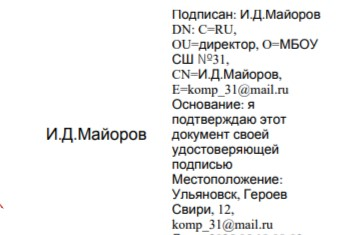 Подписан: И.Д.Майоров
DN: C=RU,
OU=директор, O=МБОУ
СШ №31,
CN=И.Д.Майоров,
E=komp_31@mail.ru
Основание: я
подтверждаю этот
документ своей
удостоверяющей
подписью
Местоположение:
Ульяновск, Героев
Свири, 12,
komp_31@mail.ru
И.Д.Майоров